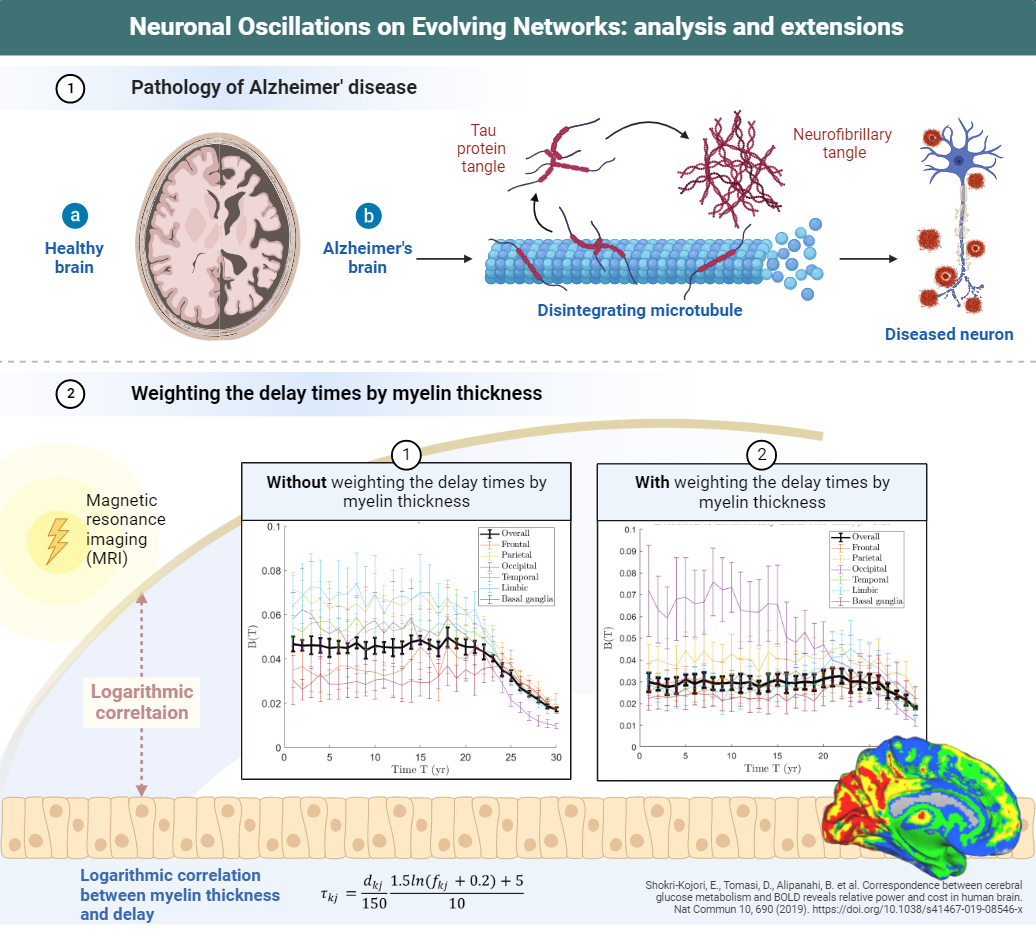 Neuronal Oscillations on Evolving Networks: analysis and extensions
1
Pathology of Alzheimer' disease
a
Healthy
brain
b
Alzheimer's
brain
Tau
protein
tangle
Neurofibrillary
tangle
Disintegrating microtubule
Diseased neuron
2
Weighting the delay times by myelin thickness
Magnetic
resonance
imaging
(MRI)
Logarithmic
correltaion
1
Without weighting the delay times by
myelin thickness
0.1
0.08
0.06
0.04
0.02
0
B(T)
0 5 10 15 20 25 30
Time T (yr)
Overall
Frontal
Parietal
Occipital
Temporal
Limbic
Basal ganglia
2
With weighting the delay times by
myelin thickness
0.1
0.09
0.08
0.07
0.06
0.05
0.04
0.03
0.02
0.01
0
B(T)
0 5 10 15 20
Time T (yr)
Overall
Frontal
Parietal
Occipital
Temporal
Limbic
Basal ganglia
Logarithmic correlation
between myelin thickness
and delay
τkj = dkj/150 1.5ln(fkj + 0.2) + 5/10
Shokri-Kojori, E., Tomasi, D., Alipanahi, B. et al. Correspondence between cerebral
glucose metabolism and BOLD reveals relative power and cost in human brain.
Nat Commun 10, 690 (2019). https://doi.org/10.1038/s41467-019-08546-x